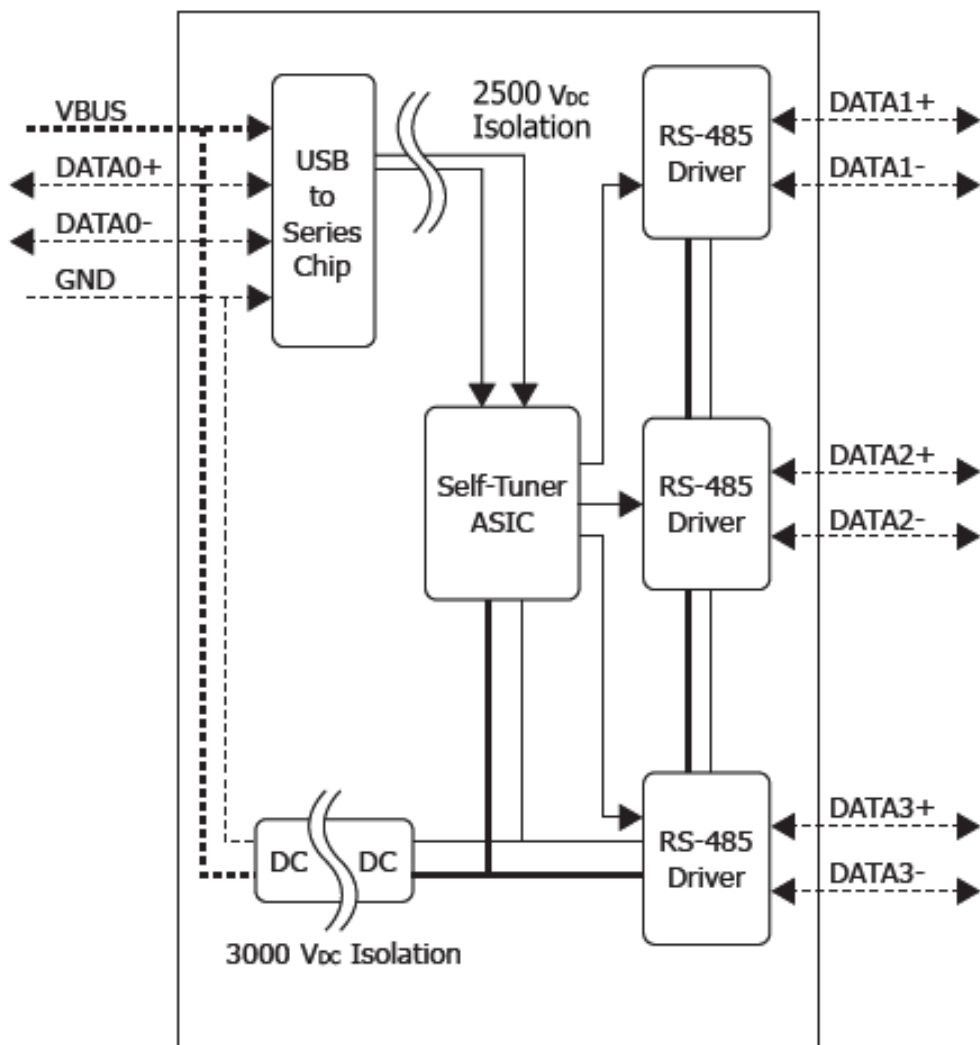 VBUS
DATA0+
DATA0-
GND
USB
to
Series
Chip
2500 VDC
Isolation
RS-485
Driver
DATA1+
DATA1-
Self-Tuner
ASIC
RS-485
Driver
DATA2+
DATA2-
DC DC
3000 VDC Isolation
RS-485
Driver
DATA3+
DATA3-